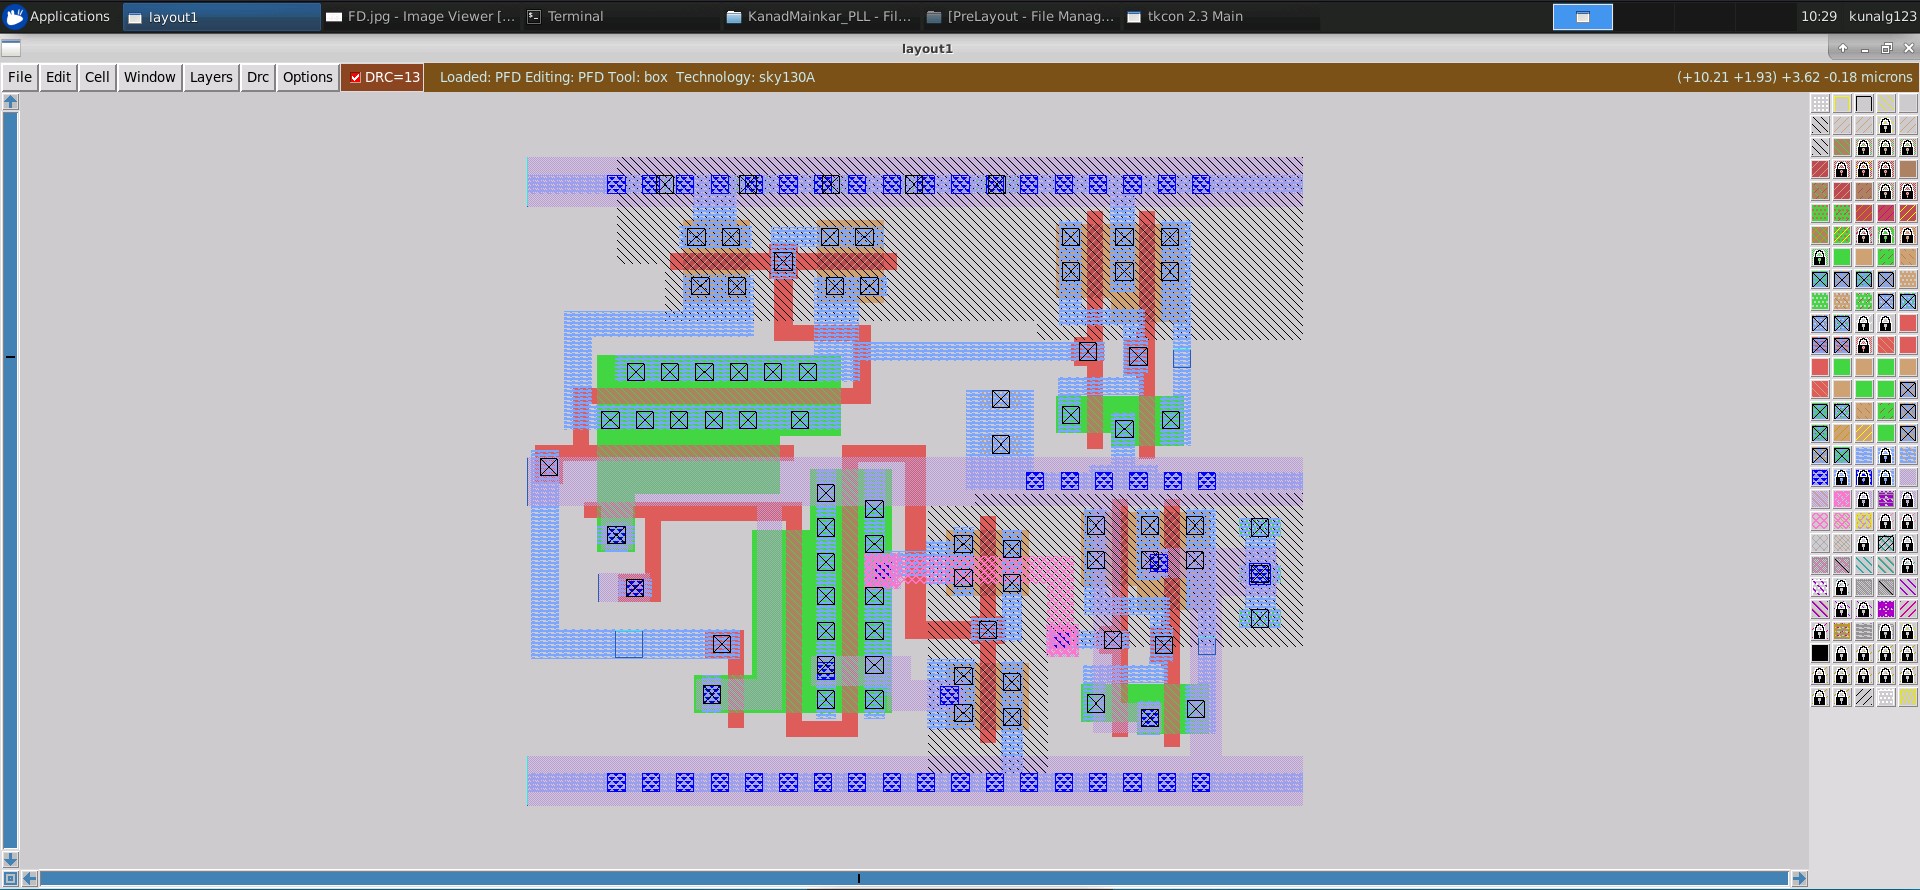 Applications layout1 FD.jpg - Image Viewer [... Terminal KanadMainkar_PLL - Fil... [PreLayout - File Manag... tkcon 2.3 Main 10:29 kunalg123
layout1
File Edit Cell Window Layers Drc Options DRC=13 Loaded: PFD Editing: PFD Tool: box Technology: sky130A (+10.21 +1.93) +3.62 -0.18 microns